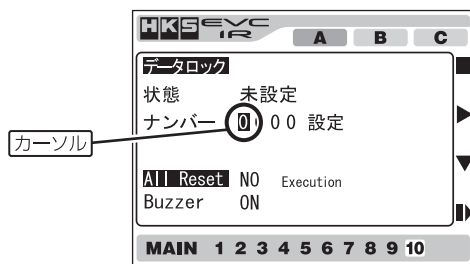 HKS EVC IR
A B C
データロック
状態 未設定
ナンバー 0 0 0 設定
カーソル
All Reset NO Execution
Buzzer ON
MAIN 1 2 3 4 5 6 7 8 9 10